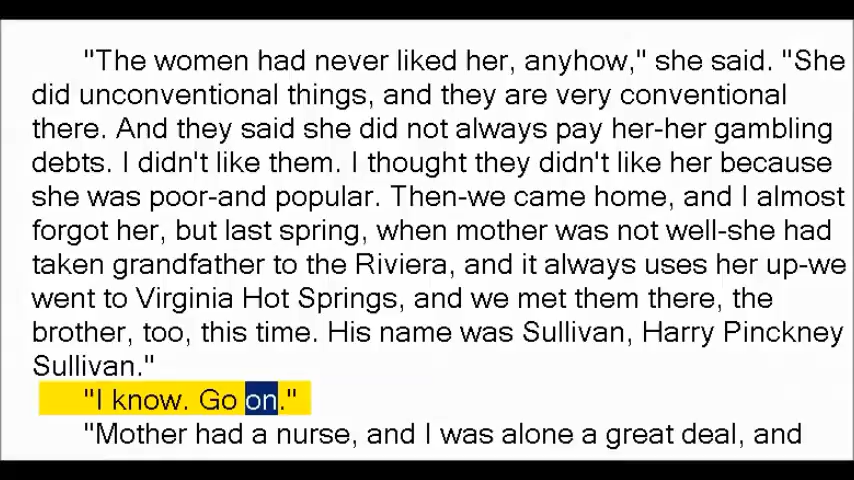 "The women had never liked her, anyhow," she said. "She
did unconventional things, and they are very conventional
there. And they said she did not always pay her-her gambling
debts. I didn't like them. I thought they didn't like her because
she was poor-and popular. Then-we came home, and I almost
forgot her, but last spring, when mother was not well-she had
taken grandfather to the Riviera, and it always uses her up-we
went to Virginia Hot Springs, and we met them there, the
brother, too, this time. His name was Sullivan, Harry Pinckney
Sullivan."
"I know. Go on."
"Mother had a nurse, and I was alone a great deal, and